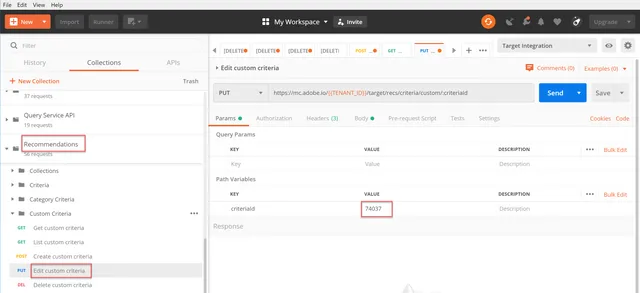 File Edit View Help
New Import Runner My Workspace Invite Upgrade
Filter
History Collections APIs
New Collection Trash
37 requests
Query Service API
19 requests
Recommendations
56 requests
Collections
Criteria
Category Criteria
Custom Criteria
GET Get custom criteria
GET List custom criteria
POST Create custom criteria
PUT Edit custom criteria
DEL Delete custom criteria
[DELETE [DELETE [DELETE [DELETE POST GET PUT Target Integration
Edit custom criteria Comments (0) Examples (0)
PUT https://mc.adobe.io/{{TENANT_ID}}/target/recs/criteria/custom/:criteriaId Send Save
Params Authorization Headers (3) Body Pre-request Script Tests Settings Cookies Code
Query Params
KEY VALUE DESCRIPTION Bulk Edit
Key Value Description
Path Variables
KEY VALUE DESCRIPTION Bulk Edit
criteriaId 74037 Description
Response